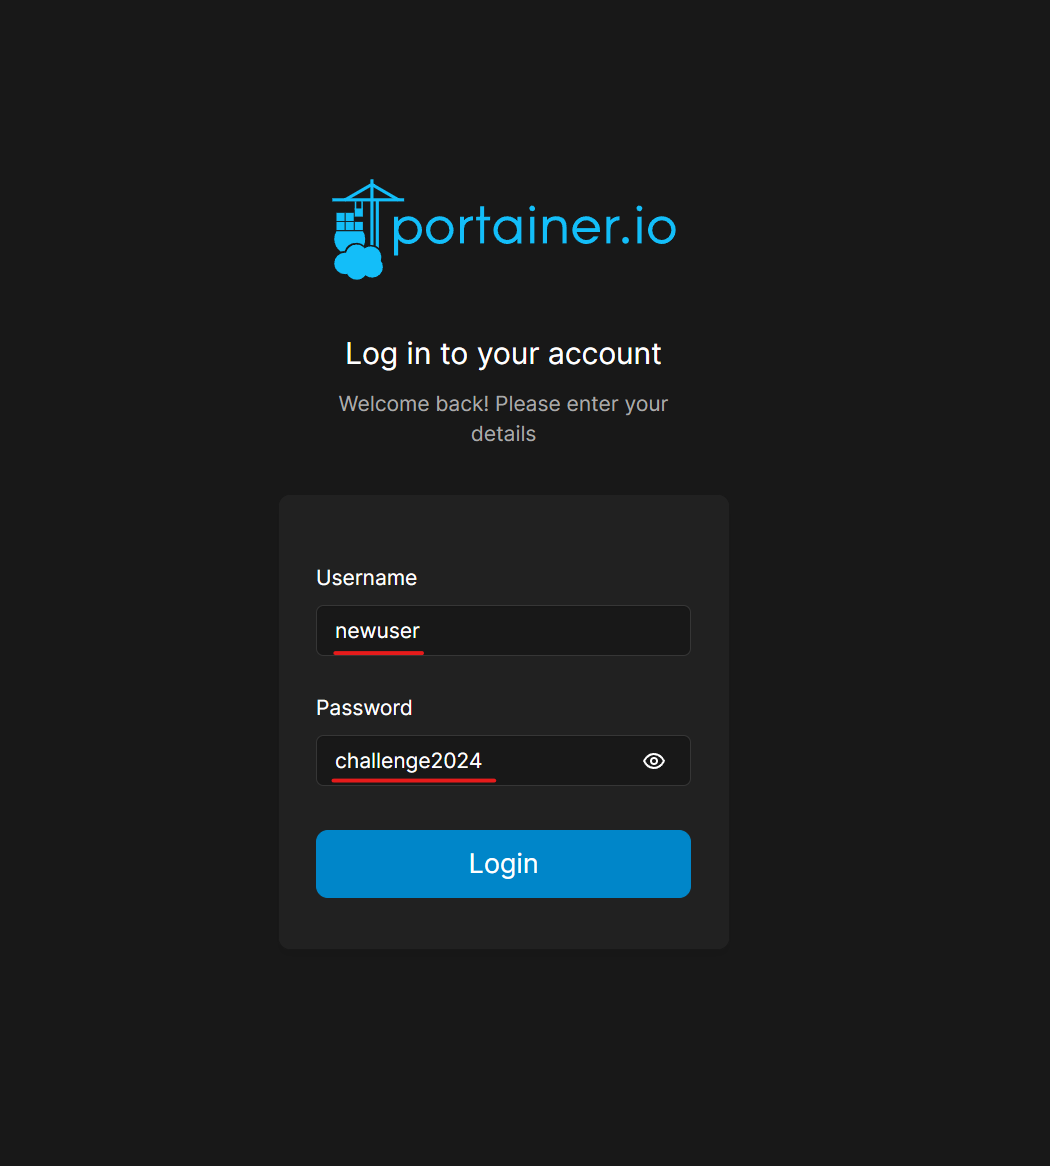 portainer.io
Log in to your account
Welcome back! Please enter your
details
Username
newuser
Password
challenge2024
Login